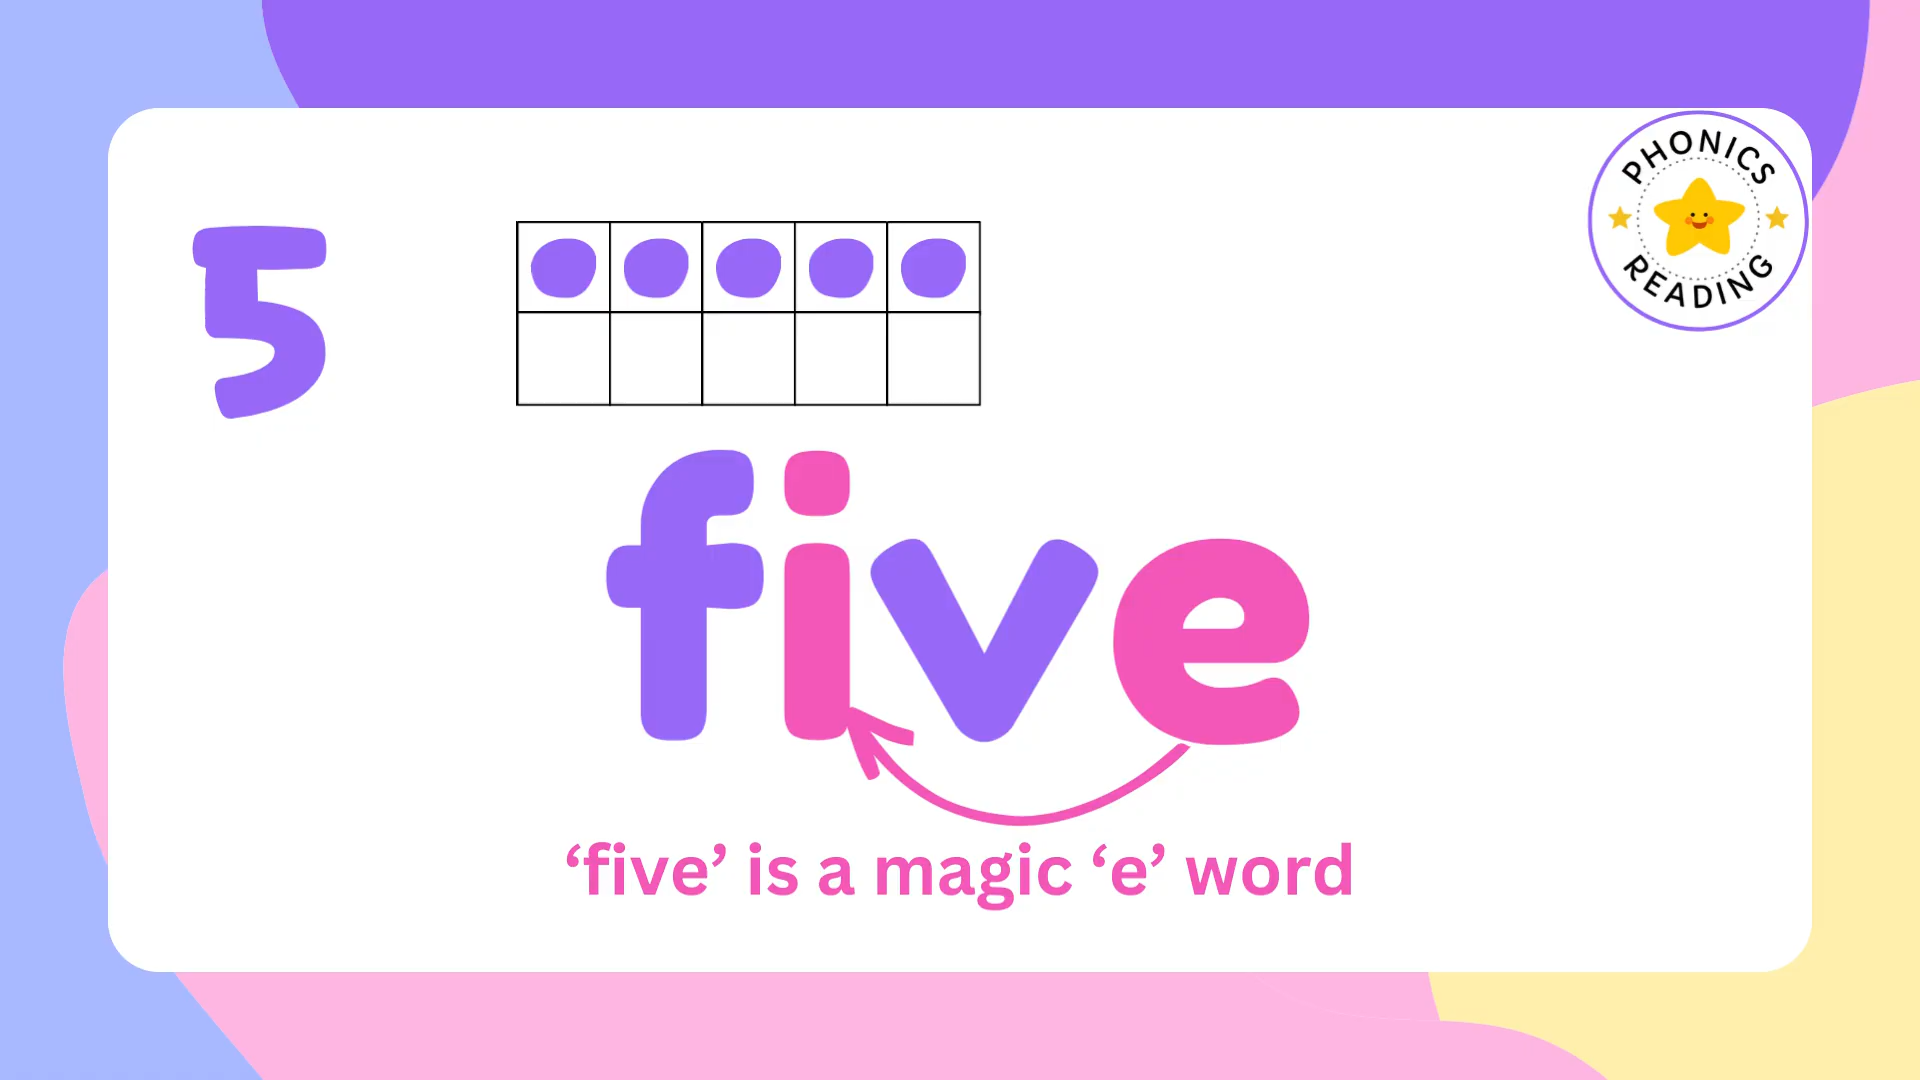 5
PHONICS
READING
five
‘five’ is a magic ‘e’ word